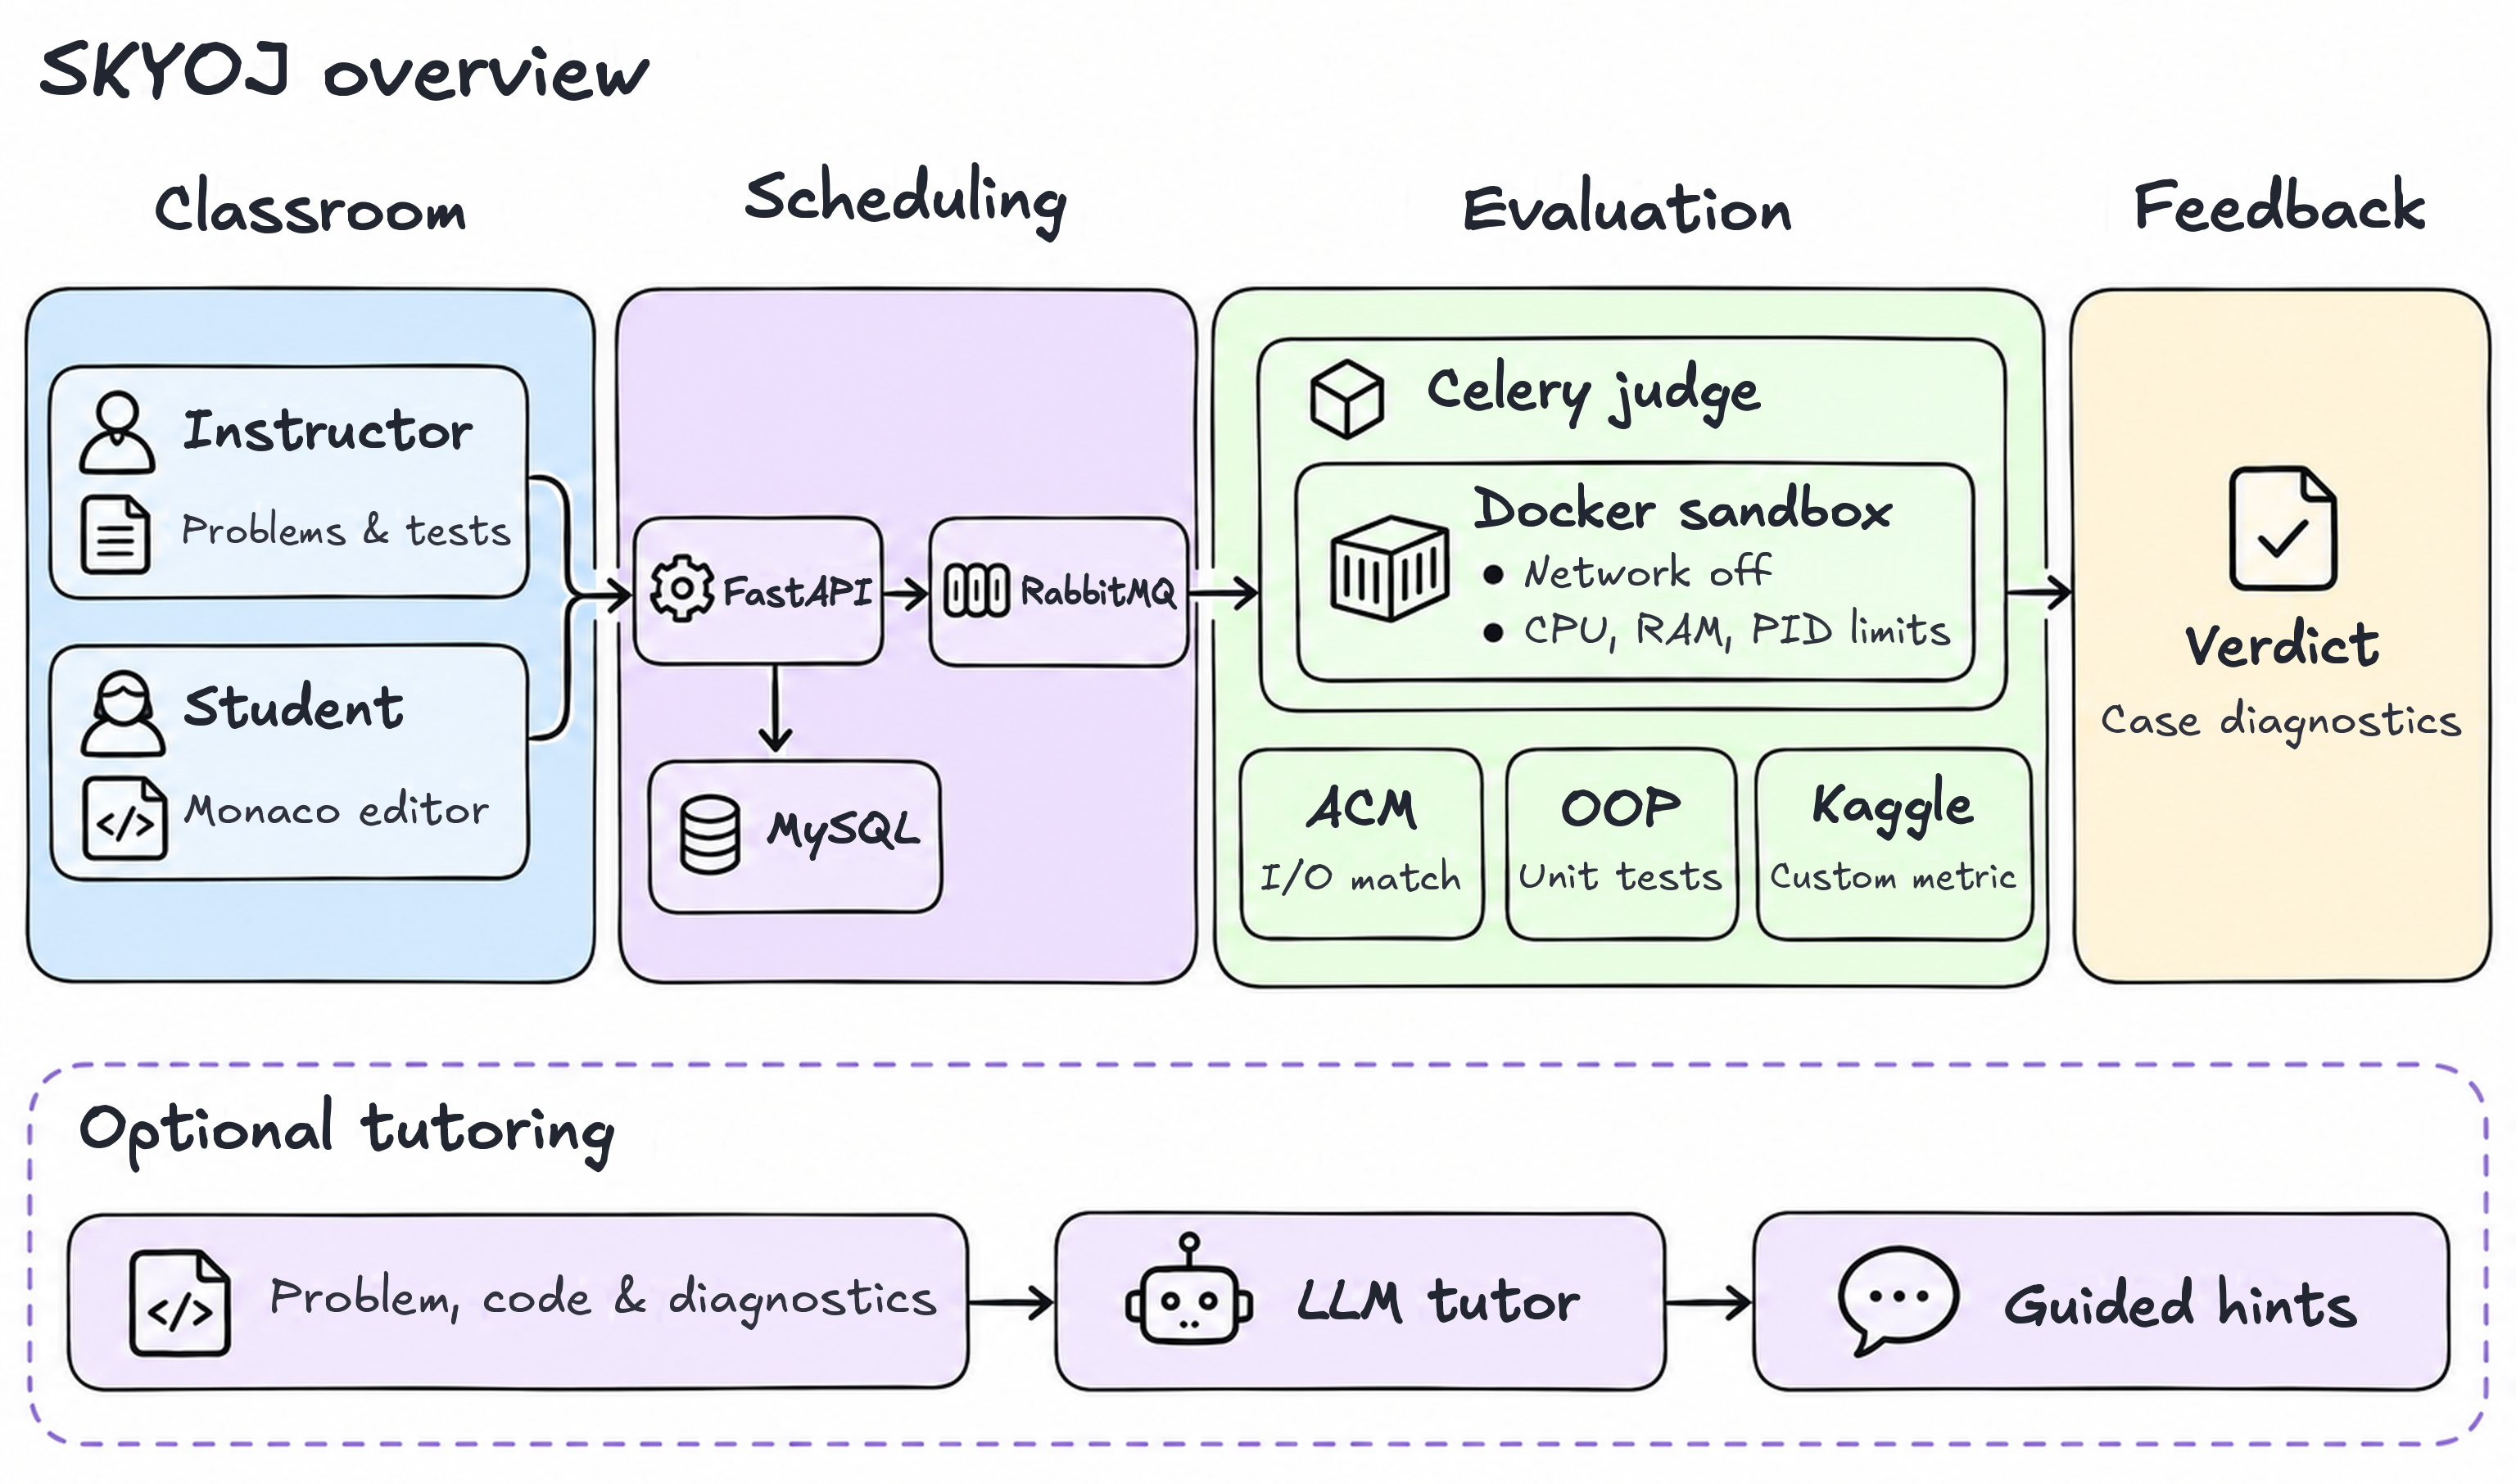 SKYOJ overview
Classroom
Scheduling
Evaluation
Feedback
Instructor
Problems & tests
Student
</>
Monaco editor
FastAPI
RabbitMQ
MySQL
Celery judge
Docker sandbox
● Network off
● CPU, RAM, PID limits
ACM
I/O match
OOP
Unit tests
Kaggle
Custom metric
Verdict
Case diagnostics
Optional tutoring
</>
Problem, code & diagnostics
LLM tutor
Guided hints